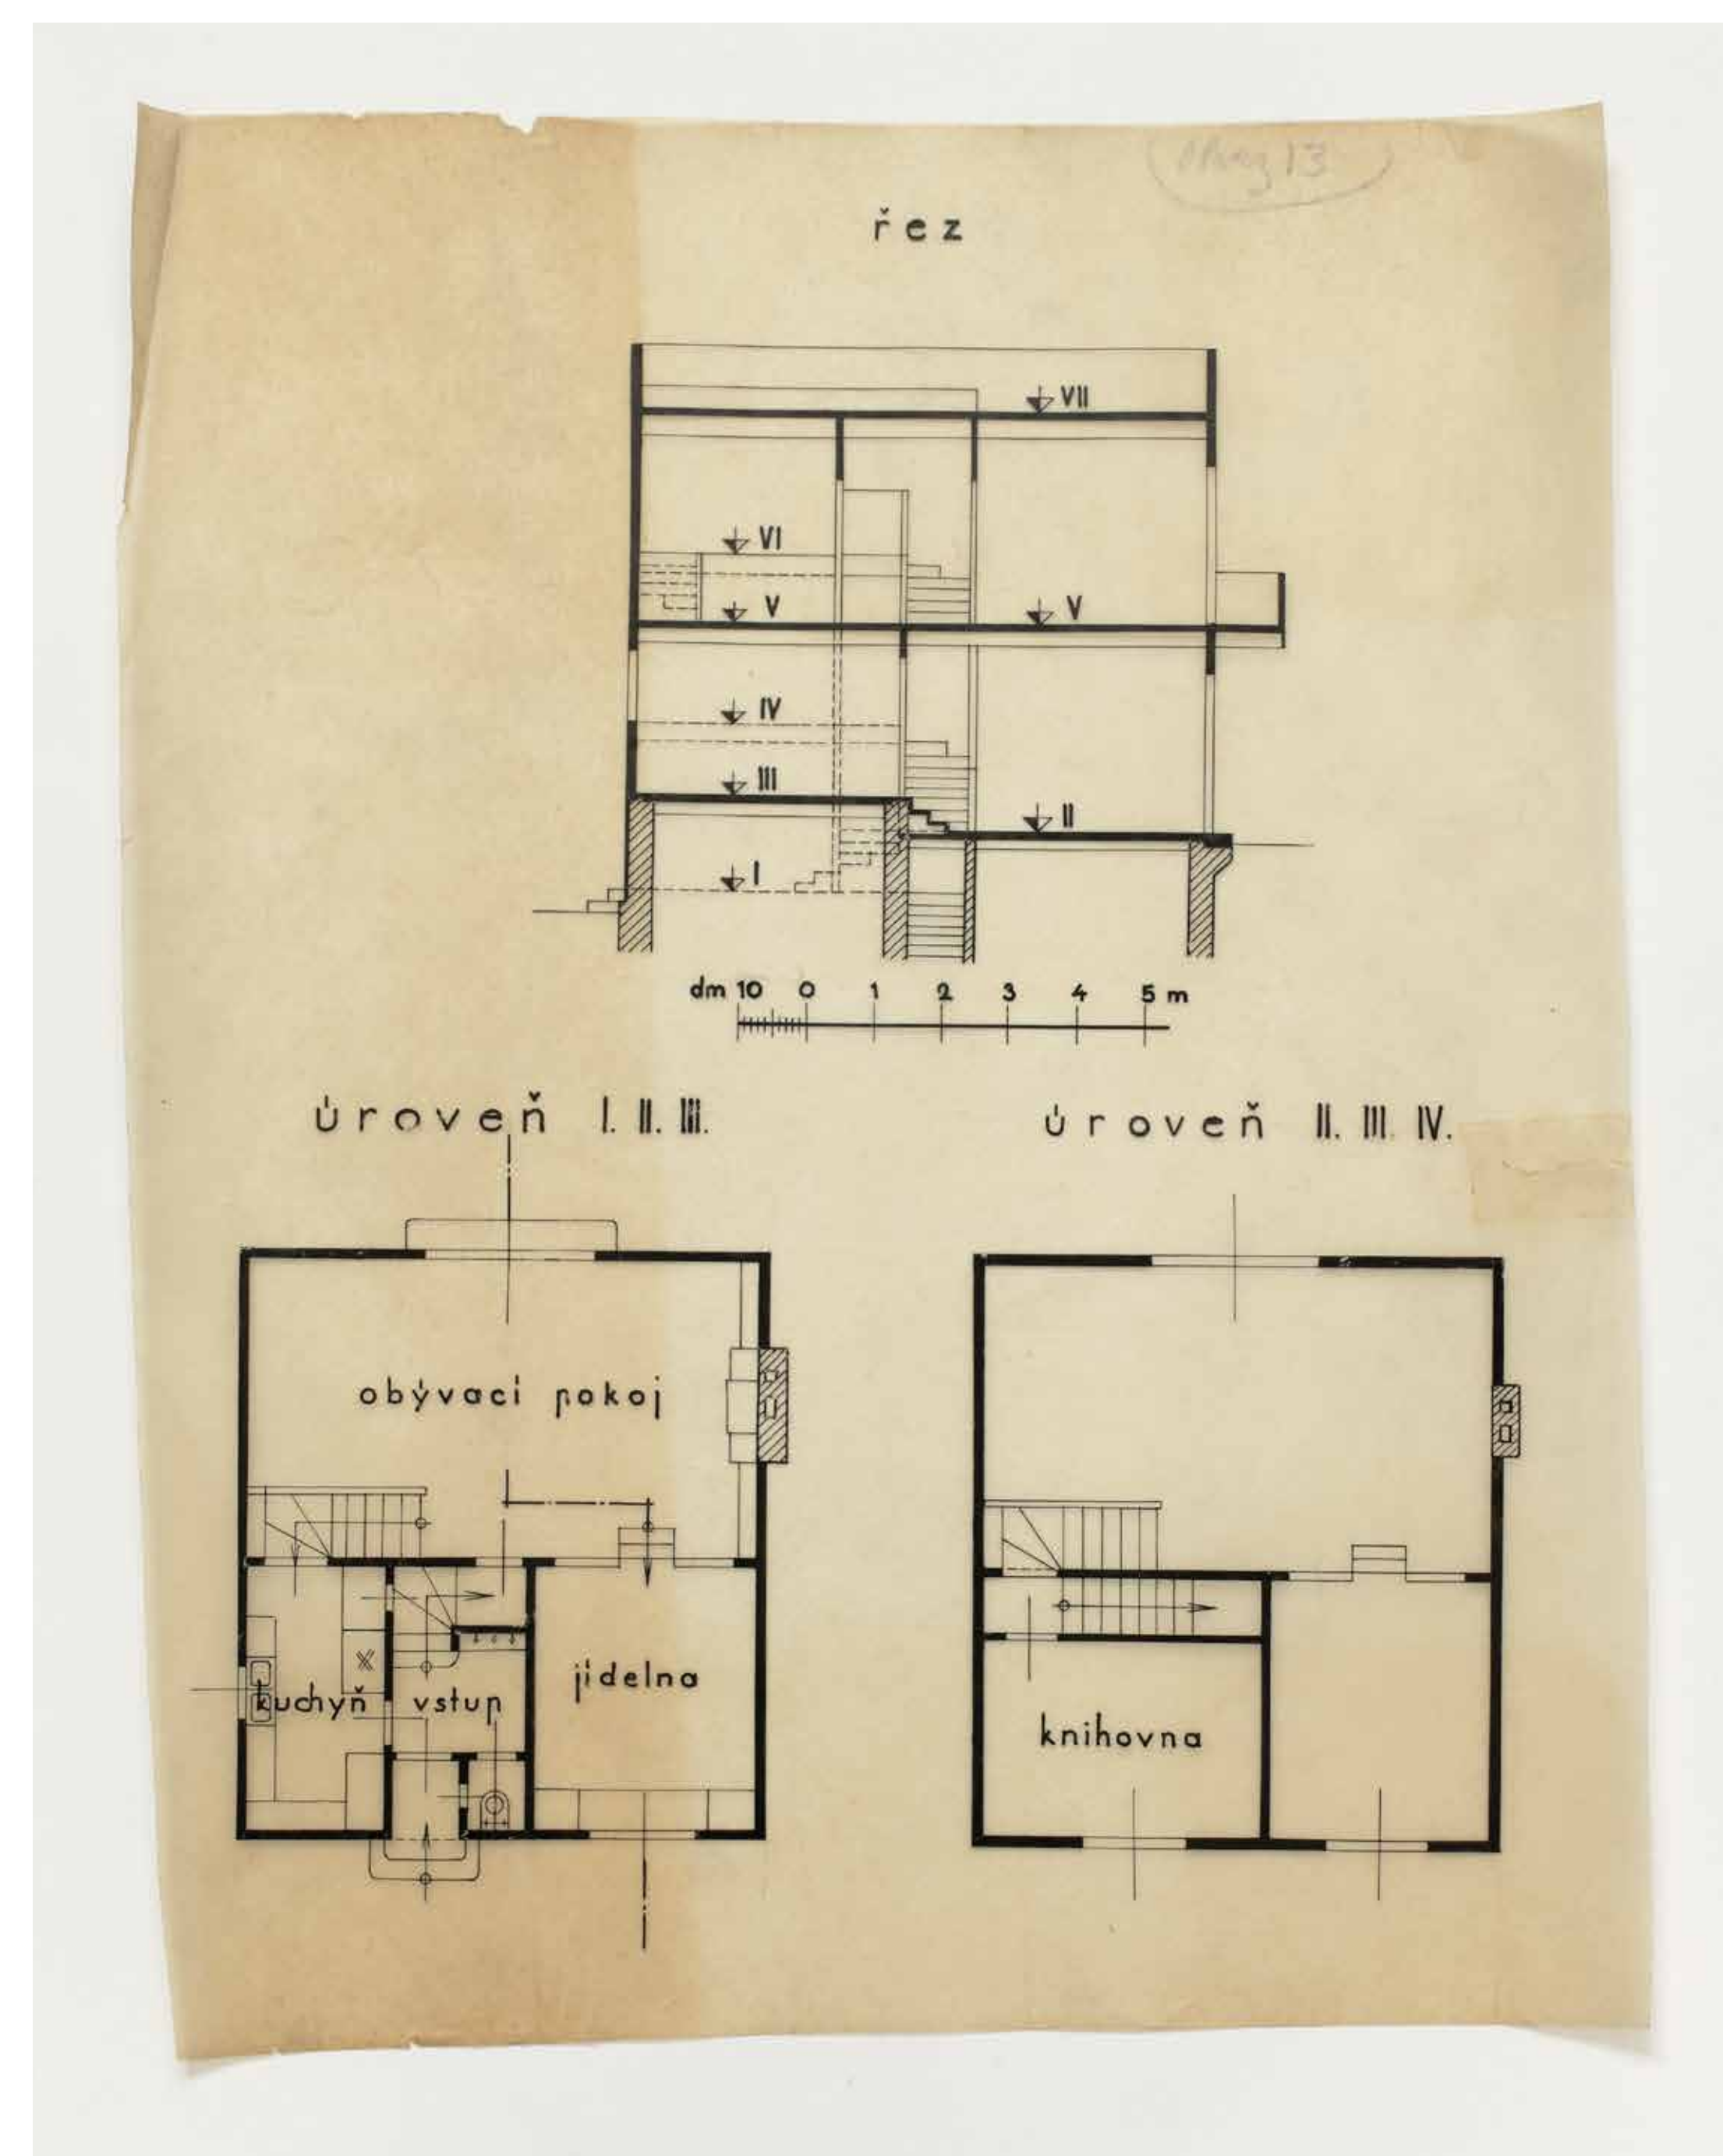 13
řez
VII
VI
V V
IV
III
II
I
dm 10 0 1 2 3 4 5 m
úroveň I. II. III.
úroveň II. III. IV.
obývací pokoj
kuchyň vstup jídelna
knihovna